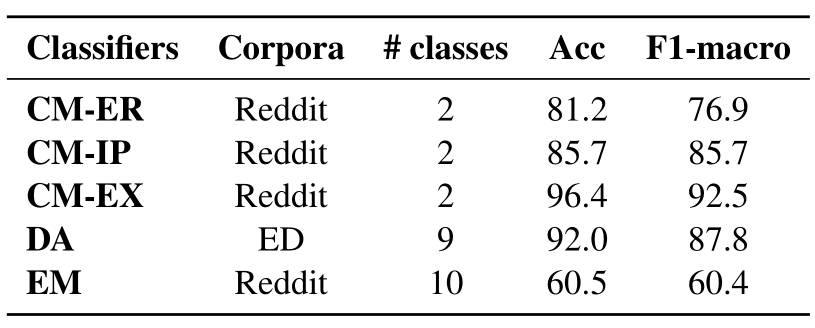 Classifiers Corpora # classes Acc F1-macro
CM-ER Reddit 2 81.2 76.9
CM-IP Reddit 2 85.7 85.7
CM-EX Reddit 2 96.4 92.5
DA ED 9 92.0 87.8
EM Reddit 10 60.5 60.4